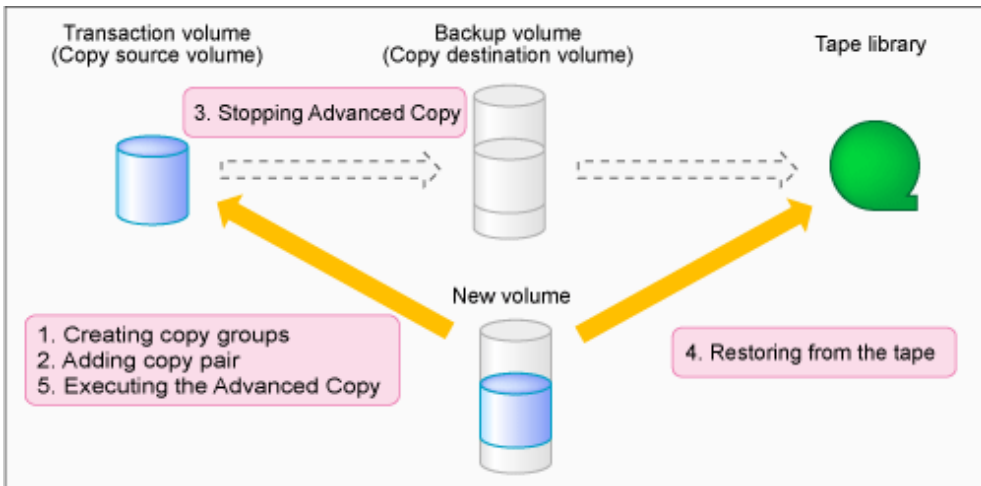 Transaction volume
(Copy source volume)
Backup volume
(Copy destination volume)
Tape library
3. Stopping Advanced Copy
New volume
1. Creating copy groups
2. Adding copy pair
5. Executing the Advanced Copy
4. Restoring from the tape